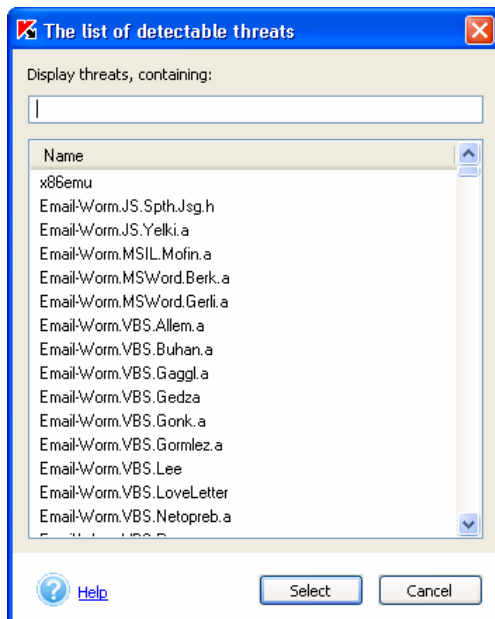 The list of detectable threats
Display threats, containing:
Name
x86emu
Email-Worm.JS.Spth.Jsg.h
Email-Worm.JS.Yelki.a
Email-Worm.MSIL.Mofin.a
Email-Worm.MSWord.Berk.a
Email-Worm.MSWord.Gerli.a
Email-Worm.VBS.Allem.a
Email-Worm.VBS.Buhan.a
Email-Worm.VBS.Gaggl.a
Email-Worm.VBS.Gedza
Email-Worm.VBS.Gonk.a
Email-Worm.VBS.Gormlez.a
Email-Worm.VBS.Lee
Email-Worm.VBS.LoveLetter
Email-Worm.VBS.Netopreb.a
Help
Select
Cancel